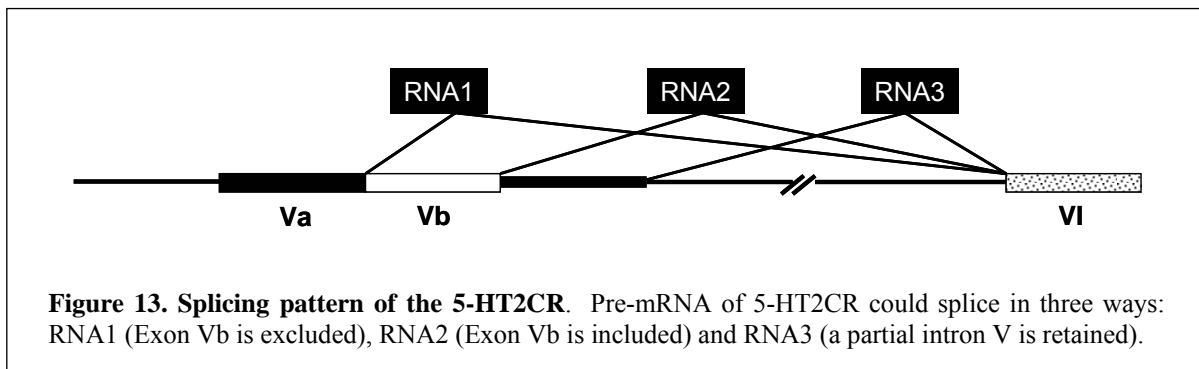 RNA1 RNA2 RNA3
Va Vb VI
Figure 13. Splicing pattern of the 5-HT2CR. Pre-mRNA of 5-HT2CR could splice in three ways:
RNA1 (Exon Vb is excluded), RNA2 (Exon Vb is included) and RNA3 (a partial intron V is retained).